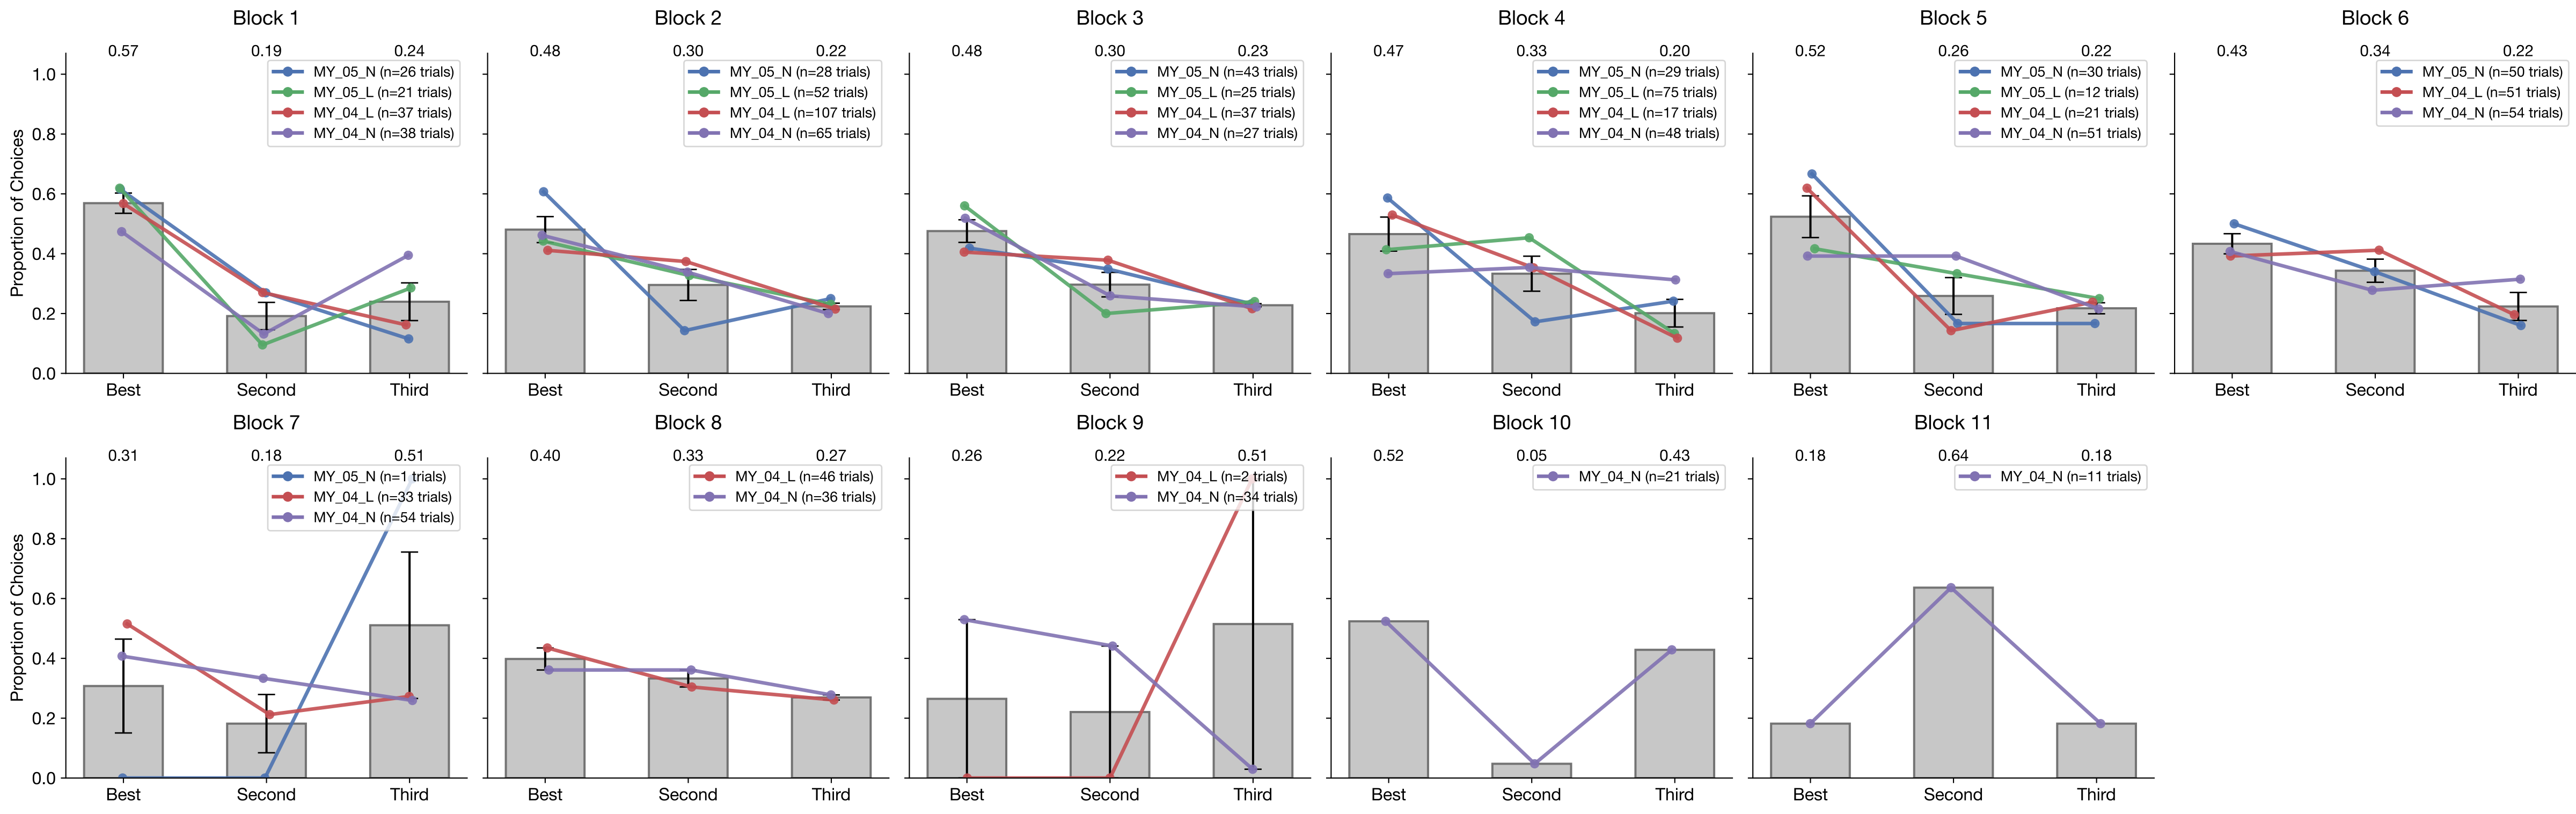 Block 1
0.57 0.19 0.24
MY_05_N (n=26 trials)
MY_05_L (n=21 trials)
MY_04_L (n=37 trials)
MY_04_N (n=38 trials)
Proportion of Choices
1.0
0.8
0.6
0.4
0.2
0.0
Best Second Third
Block 2
0.48 0.30 0.22
MY_05_N (n=28 trials)
MY_05_L (n=52 trials)
MY_04_L (n=107 trials)
MY_04_N (n=65 trials)
Best Second Third
Block 3
0.48 0.30 0.23
MY_05_N (n=43 trials)
MY_05_L (n=25 trials)
MY_04_L (n=37 trials)
MY_04_N (n=27 trials)
Best Second Third
Block 4
0.47 0.33 0.20
MY_05_N (n=29 trials)
MY_05_L (n=75 trials)
MY_04_L (n=17 trials)
MY_04_N (n=48 trials)
Best Second Third
Block 5
0.52 0.26 0.22
MY_05_N (n=30 trials)
MY_05_L (n=12 trials)
MY_04_L (n=21 trials)
MY_04_N (n=51 trials)
Best Second Third
Block 6
0.43 0.34 0.22
MY_05_N (n=50 trials)
MY_04_L (n=51 trials)
MY_04_N (n=54 trials)
Best Second Third
Block 7
0.31 0.18 0.51
MY_05_N (n=1 trials)
MY_04_L (n=33 trials)
MY_04_N (n=54 trials)
Proportion of Choices
1.0
0.8
0.6
0.4
0.2
0.0
Best Second Third
Block 8
0.40 0.33 0.27
MY_04_L (n=46 trials)
MY_04_N (n=36 trials)
Best Second Third
Block 9
0.26 0.22 0.51
MY_04_L (n=2 trials)
MY_04_N (n=34 trials)
Best Second Third
Block 10
0.52 0.05 0.43
MY_04_N (n=21 trials)
Best Second Third
Block 11
0.18 0.64 0.18
MY_04_N (n=11 trials)
Best Second Third